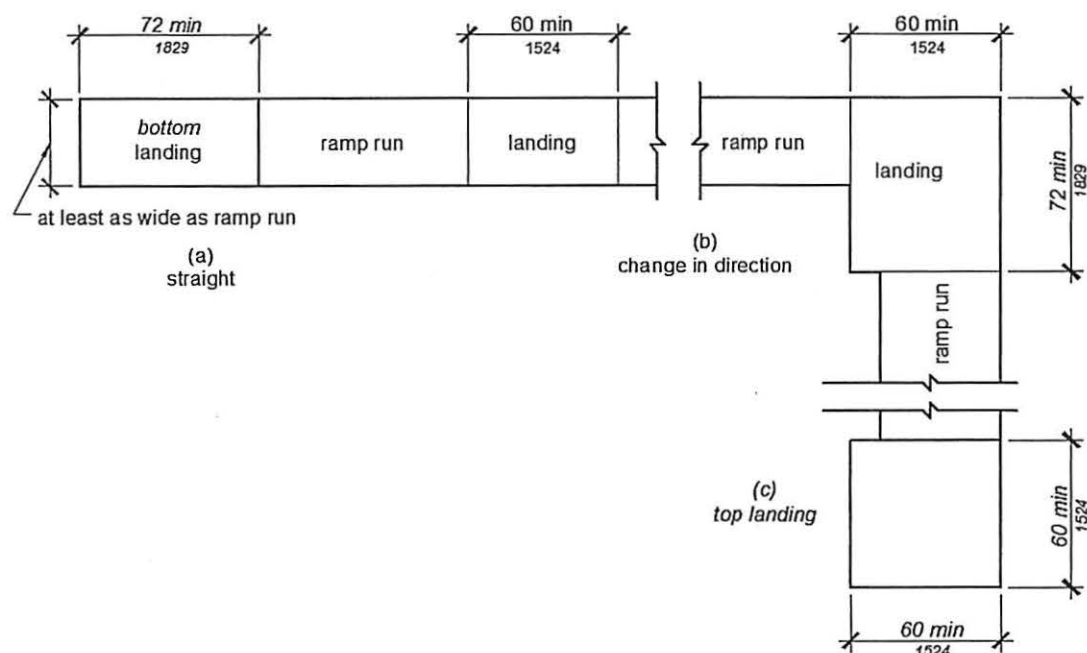 72 min
1829
60 min
1524
60 min
1524
bottom
landing
ramp run
landing
ramp run
landing
72 min
1829
at least as wide as ramp run
(a)
straight
(b)
change in direction
ramp run
(c)
top landing
60 min
1524
60 min
1524